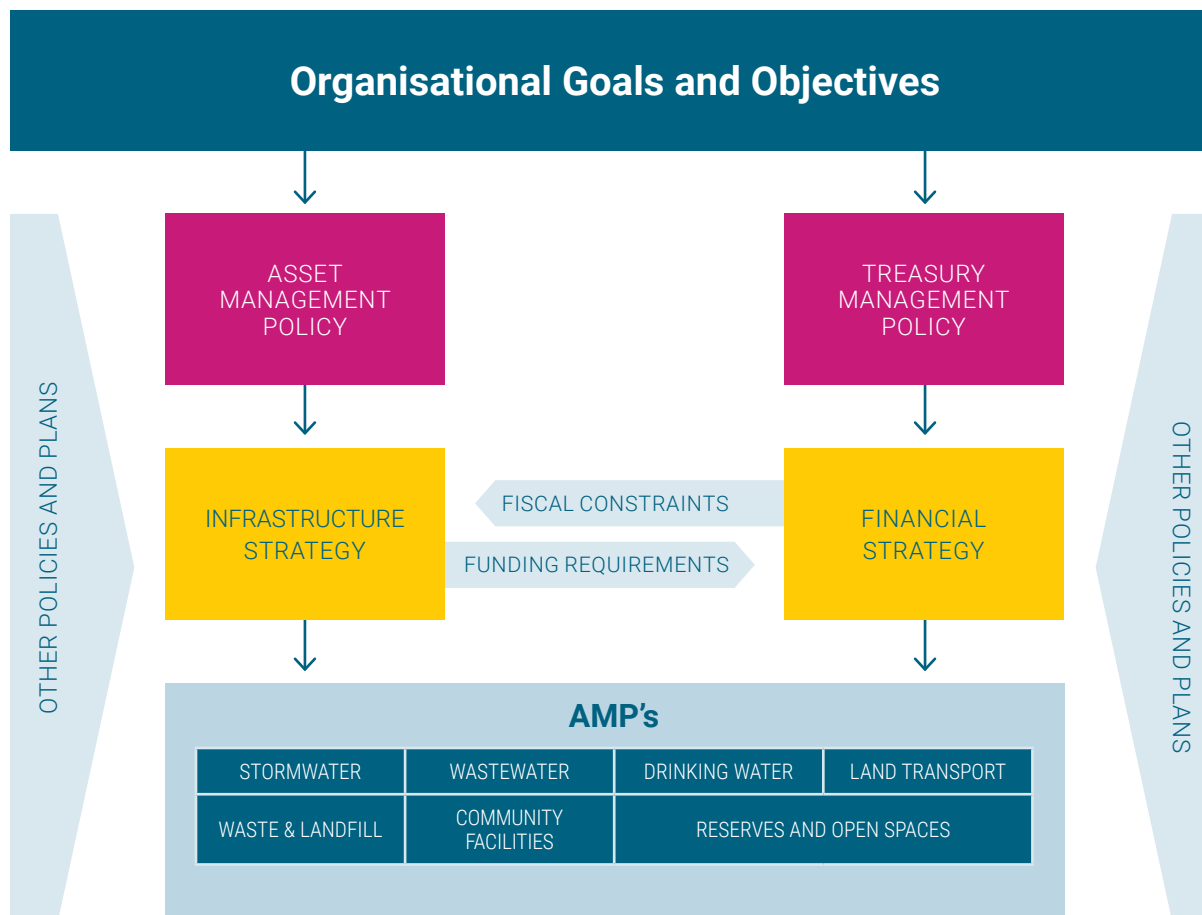 Organisational Goals and Objectives
ASSET
MANAGEMENT
POLICY
TREASURY
MANAGEMENT
POLICY
OTHER POLICIES AND PLANS
INFRASTRUCTURE
STRATEGY
FISCAL CONSTRAINTS
FUNDING REQUIREMENTS
FINANCIAL
STRATEGY
OTHER POLICIES AND PLANS
AMP's
STORMWATER
WASTEWATER
DRINKING WATER
LAND TRANSPORT
WASTE & LANDFILL
COMMUNITY
FACILITIES
RESERVES AND OPEN SPACES